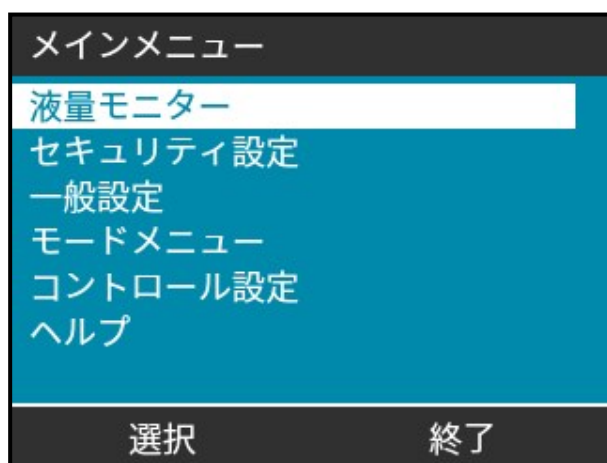 メインメニュー
液量モニター
セキュリティ設定
一般設定
モードメニュー
コントロール設定
ヘルプ
選択 終了